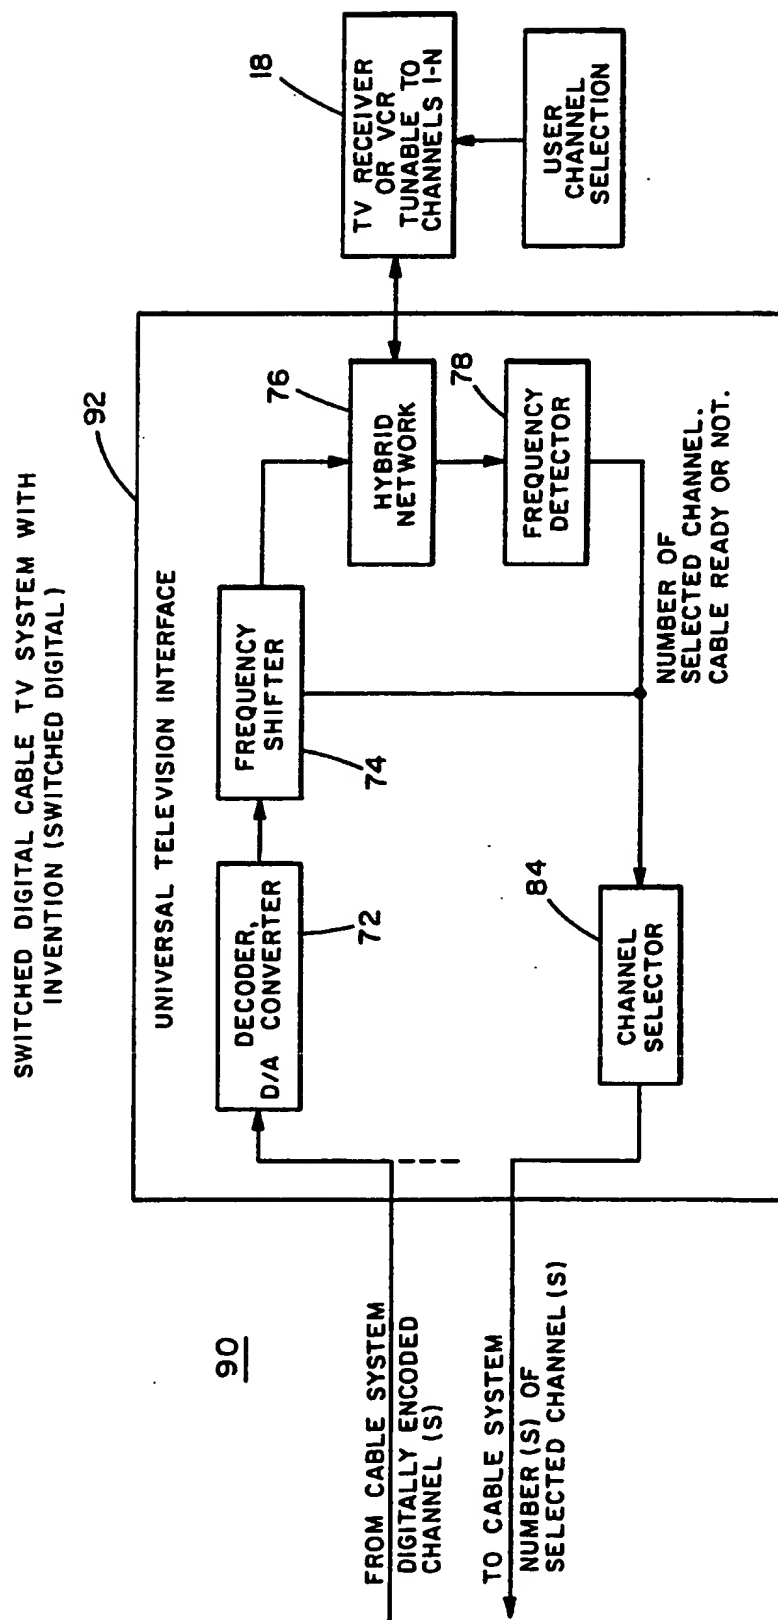 SWITCHED DIGITAL CABLE TV SYSTEM WITH
INVENTION (SWITCHED DIGITAL)
92
UNIVERSAL TELEVISION INTERFACE
90
FROM CABLE SYSTEM
DIGITALLY ENCODED
CHANNEL (S)
DECODER,
D/A CONVERTER
72
FREQUENCY
SHIFTER
74
HYBRID
NETWORK
76
FREQUENCY
DETECTOR
78
NUMBER OF
SELECTED CHANNEL.
CABLE READY OR NOT.
CHANNEL
SELECTOR
84
TO CABLE SYSTEM
NUMBER (S) OF
SELECTED CHANNEL (S)
TV RECEIVER
OR VCR
TUNABLE TO
CHANNELS 1-N
18
USER
CHANNEL
SELECTION